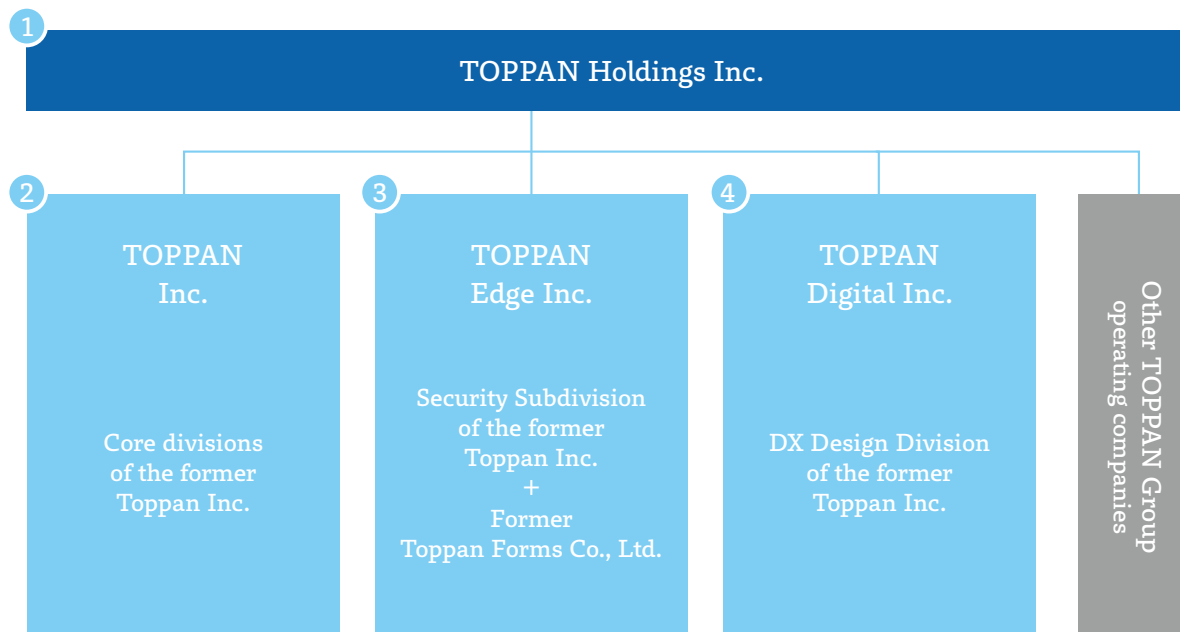 1
TOPPAN Holdings Inc.
2
TOPPAN
Inc.
Core divisions
of the former
Toppan Inc.
3
TOPPAN
Edge Inc.
Security Subdivision
of the former
Toppan Inc.
+
Former
Toppan Forms Co., Ltd.
4
TOPPAN
Digital Inc.
DX Design Division
of the former
Toppan Inc.
Other TOPPAN Group
operating companies